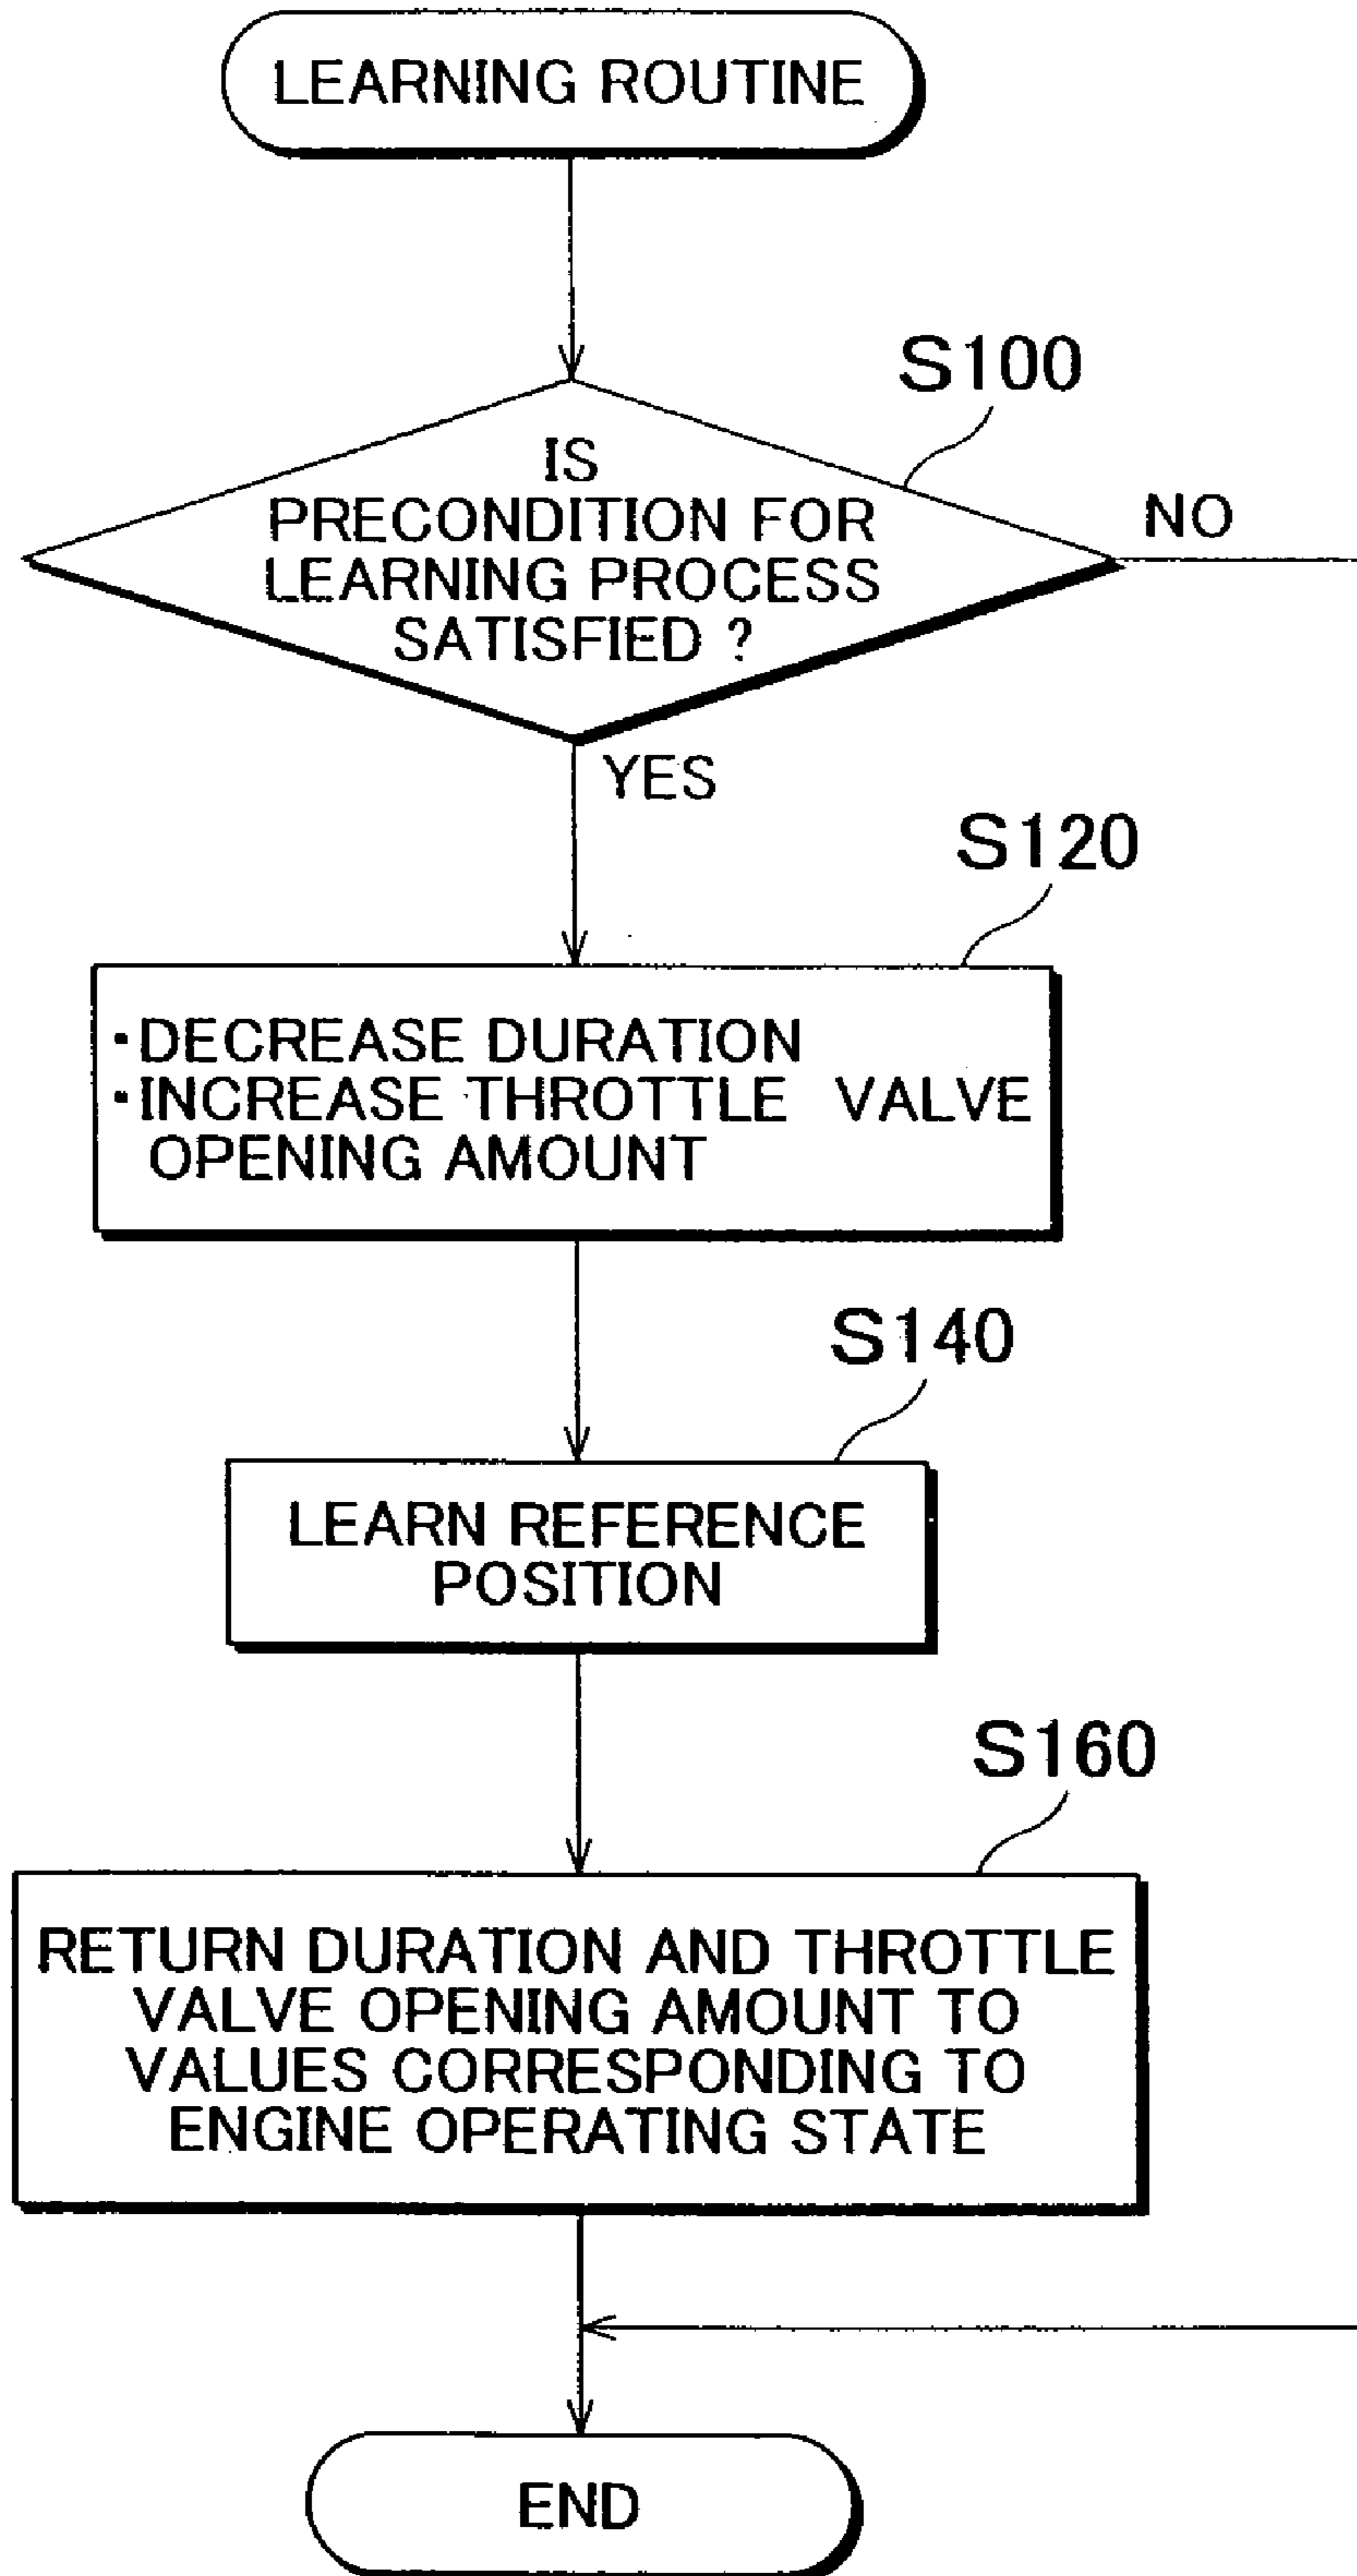 LEARNING ROUTINE
S100
IS
PRECONDITION FOR
LEARNING PROCESS
SATISFIED ?
NO
YES
S120
・DECREASE DURATION
・INCREASE THROTTLE VALVE
OPENING AMOUNT
S140
LEARN REFERENCE
POSITION
S160
RETURN DURATION AND THROTTLE
VALVE OPENING AMOUNT TO
VALUES CORRESPONDING TO
ENGINE OPERATING STATE
END